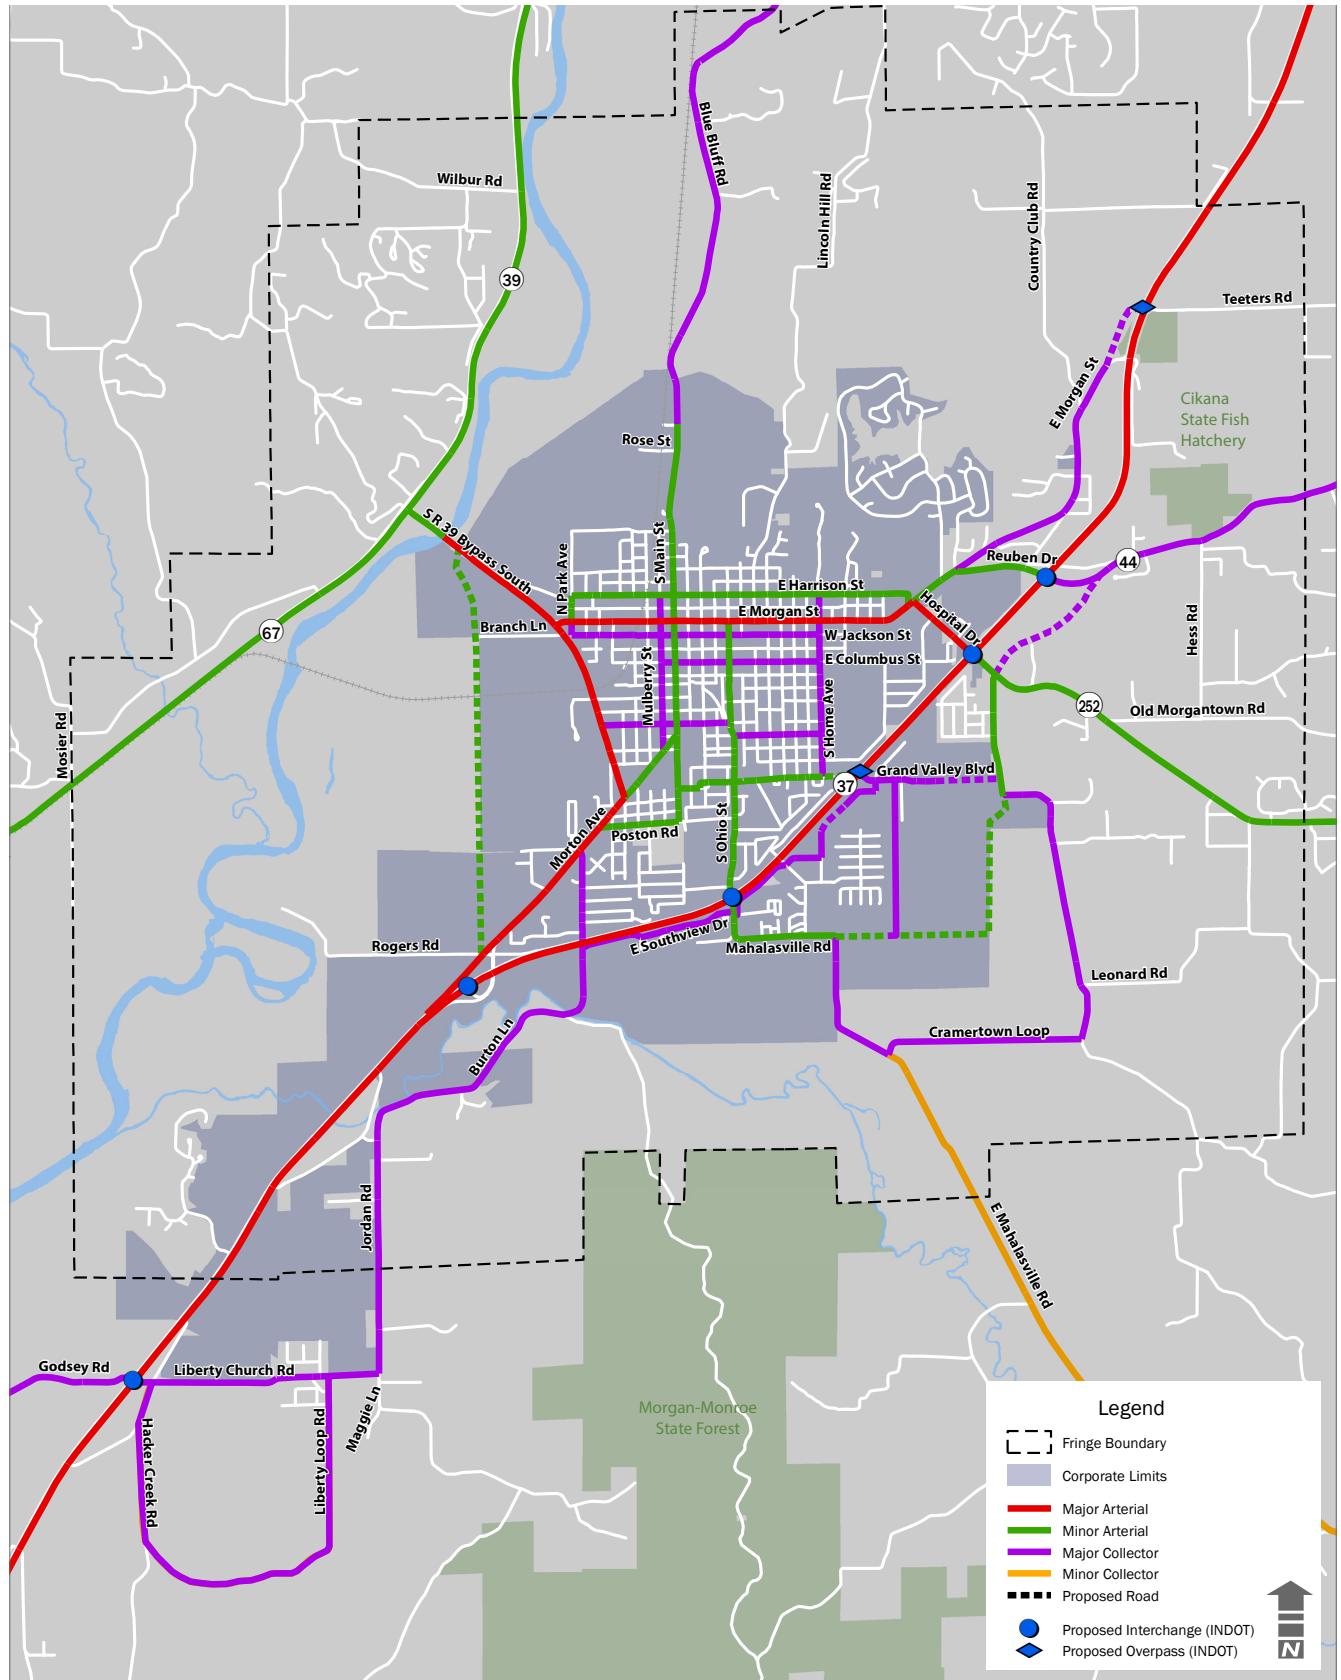 Blue Bluff Rd
Wilbur Rd
Lincoln Hill Rd
Country Club Rd
39
Teeters Rd
E Morgan St
Cikana
State Fish
Hatchery
Rose St
S R 39 Bypass South
N Park Ave
S Main St
Reuben Dr
44
E Harrison St
E Morgan St
Hospital Dr
Branch Ln
W Jackson St
E Columbus St
67
Hess Rd
Mulberry St
S Home Ave
252
Old Morgantown Rd
Mosier Rd
Grand Valley Blvd
37
Morton Ave
Poston Rd
S Ohio St
Rogers Rd
E Southview Dr
Mahalasville Rd
Leonard Rd
Burton Ln
Cramertown Loop
Jordan Rd
E Mahalasville Rd
Godsey Rd
Liberty Church Rd
Maggie Ln
Hacker Creek Rd
Liberty Loop Rd
Morgan-Monroe
State Forest
Legend
Fringe Boundary
Corporate Limits
Major Arterial
Minor Arterial
Major Collector
Minor Collector
Proposed Road
Proposed Interchange (INDOT)
Proposed Overpass (INDOT)
N